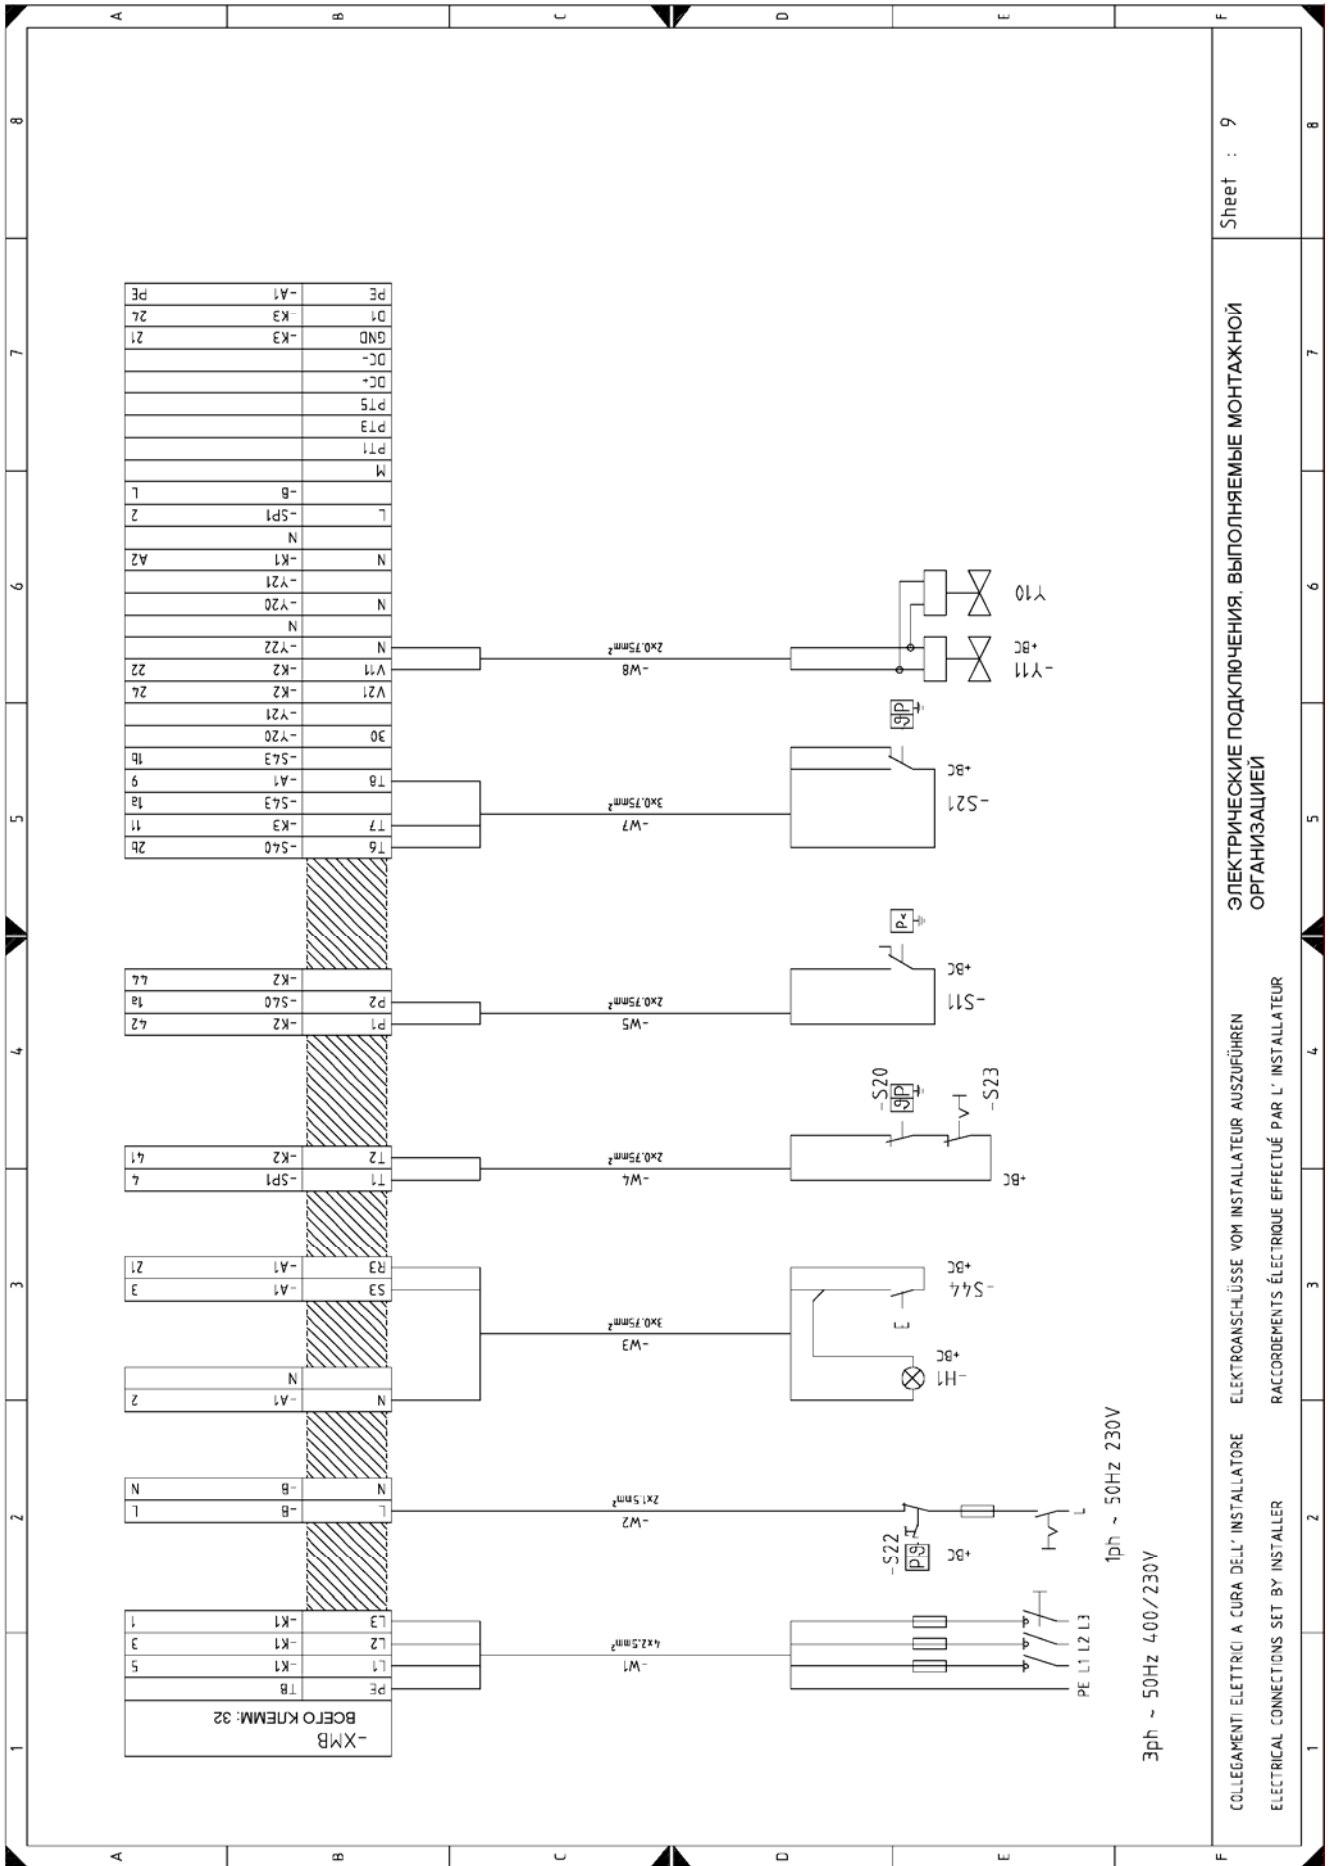 1 2 3 4 5 6 7 8
A B C D E F
-XMB
ВСЕГО КЛЕММ: 32
PE TB
L1 -K1 5
L2 -K1 3
L3 -K1 1
L -B L
N -B N
N -A1 2
N
S3 -A1 3
R3 -A1 21
T1 -SP1 4
T2 -K2 41
P1 -K2 42
P2 -S40 1a
-K2 44
T6 -S40 2b
T7 -K3 11
-S43 1a
T8 -A1 9
-S43 1b
30 -Y20
-Y21
V21 -K2 24
V11 -K2 22
N -Y22
N
N -Y20
-Y21
N -K1 A2
N
L -SP1 2
-B L
M
PT1
PT3
PT5
DC+
DC-
GND -K3 21
D1 -K3 24
PE -A1 PE
-W1
4x2.5mm²
-W2
2x1.5mm²
-W3
3x0.75mm²
-W4
2x0.75mm²
-W5
2x0.75mm²
-W7
3x0.75mm²
-W8
2x0.75mm²
-S22
+BC
-H1
+BC
-S44
+BC
-S20
-S23
+BC
P<
-S11
+BC
-S21
+BC
-Y11
+BC
Y10
PE L1 L2 L3
L
1ph ~ 50Hz 230V
3ph ~ 50Hz 400/230V
COLLEGAMENTI ELETTRICI A CURA DELL' INSTALLATORE
ELECTRICAL CONNECTIONS SET BY INSTALLER
ELEKTROANSCHLÜSSE VOM INSTALLATEUR AUSZUFÜHREN
RACCORDEMENTS ÉLECTRIQUE EFFECTUÉ PAR L' INSTALLATEUR
ЭЛЕКТРИЧЕСКИЕ ПОДКЛЮЧЕНИЯ, ВЫПОЛНЯЕМЫЕ МОНТАЖНОЙ
ОРГАНИЗАЦИЕЙ
Sheet : 9
1 2 3 4 5 6 7 8
A B C D E F